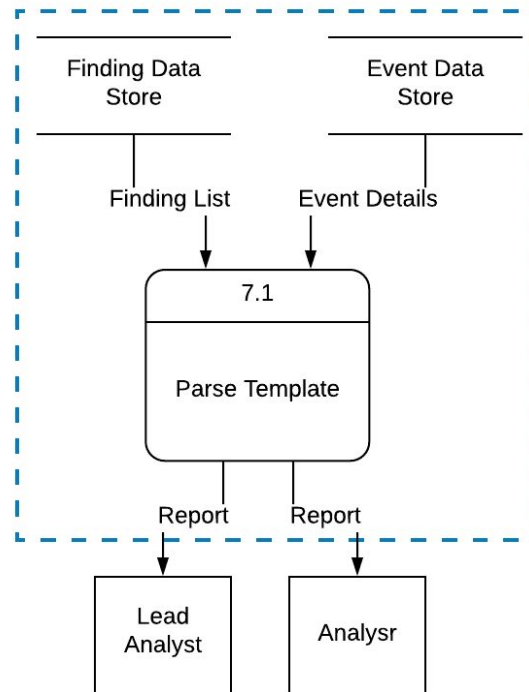 Finding Data
Store
Event Data
Store
Finding List
Event Details
7.1
Parse Template
Report
Report
Lead
Analyst
Analysr